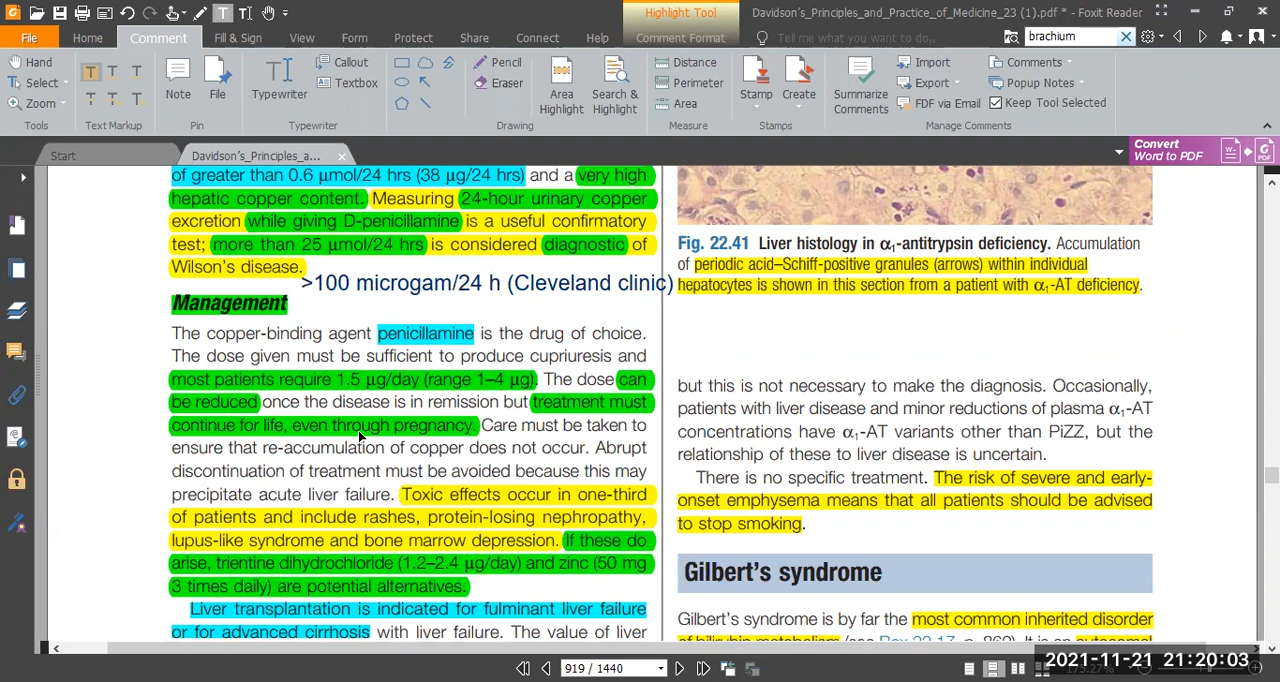 Highlight Tool
Davidson's_Principles_and_Practice_of_Medicine_23 (1).pdf * - Foxit Reader
File Home Comment Fill & Sign View Form Protect Share Connect Help Comment Format Tell me what you want to do.. brachium
Hand
Select
Zoom
Tools
Text Markup
Note
File
Pin
Typewriter
Callout
Textbox
Typewriter
Pencil
Eraser
Drawing
Area Highlight
Search & Highlight
Distance
Perimeter
Area
Measure
Stamp
Create
Stamps
Summarize Comments
Import
Export
FDF via Email
Comments
Popup Notes
Keep Tool Selected
Manage Comments
Start
Davidson's_Principles_a...
Convert
Word to PDF
of greater than 0.6 µmol/24 hrs (38 µg/24 hrs) and a very high
hepatic copper content. Measuring 24-hour urinary copper
excretion while giving D-penicillamine is a useful confirmatory
test; more than 25 µmol/24 hrs is considered diagnostic of
Wilson's disease.
>100 microgam/24 h (Cleveland clinic)
Management
The copper-binding agent penicillamine is the drug of choice.
The dose given must be sufficient to produce cupriuresis and
most patients require 1.5 µg/day (range 1–4 µg). The dose can
be reduced once the disease is in remission but treatment must
continue for life, even through pregnancy. Care must be taken to
ensure that re-accumulation of copper does not occur. Abrupt
discontinuation of treatment must be avoided because this may
precipitate acute liver failure. Toxic effects occur in one-third
of patients and include rashes, protein-losing nephropathy,
lupus-like syndrome and bone marrow depression. If these do
arise, trientine dihydrochloride (1.2–2.4 µg/day) and zinc (50 mg
3 times daily) are potential alternatives.
Liver transplantation is indicated for fulminant liver failure
or for advanced cirrhosis with liver failure. The value of liver
Fig. 22.41 Liver histology in α1-antitrypsin deficiency. Accumulation
of periodic acid–Schiff-positive granules (arrows) within individual
hepatocytes is shown in this section from a patient with α1-AT deficiency.
but this is not necessary to make the diagnosis. Occasionally,
patients with liver disease and minor reductions of plasma α1-AT
concentrations have α1-AT variants other than PiZZ, but the
relationship of these to liver disease is uncertain.
There is no specific treatment. The risk of severe and early-
onset emphysema means that all patients should be advised
to stop smoking.
Gilbert's syndrome
Gilbert's syndrome is by far the most common inherited disorder
of bilirubin metabolism (see Box 22.17, p. 860). It is an autosomal
919 / 1440
2021-11-21 21:20:03